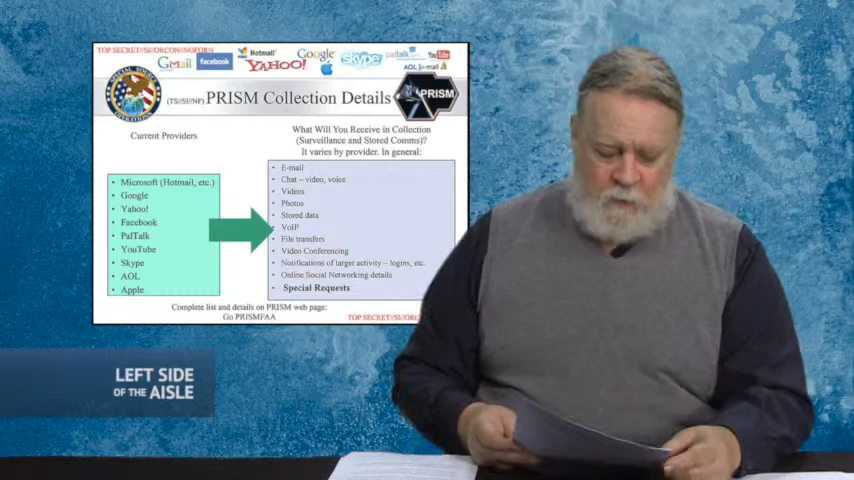 TOP SECRET//SI//ORCON//NOFORN
Gmail
facebook
Hotmail
YAHOO!
Google
skype
paltalk
YouTube
AOL mail
(TS//SI//NF) PRISM Collection Details
PRISM
SPECIAL SOURCE
OPERATIONS
Current Providers
Microsoft (Hotmail, etc.)
Google
Yahoo!
Facebook
PalTalk
YouTube
Skype
AOL
Apple
What Will You Receive in Collection
(Surveillance and Stored Comms)?
It varies by provider. In general:
E-mail
Chat – video, voice
Videos
Photos
Stored data
VoIP
File transfers
Video Conferencing
Notifications of target activity – logins, etc.
Online Social Networking details
Special Requests
Complete list and details on PRISM web page:
Go PRISMFAA
TOP SECRET//SI//ORC
LEFT SIDE
OF THE AISLE